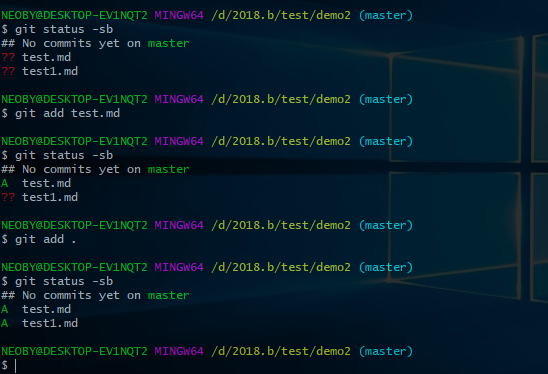 NEOBY@DESKTOP-EV1NQT2 MINGW64 /d/2018.b/test/demo2 (master)
$ git status -sb
## No commits yet on master
?? test.md
?? test1.md
NEOBY@DESKTOP-EV1NQT2 MINGW64 /d/2018.b/test/demo2 (master)
$ git add test.md
NEOBY@DESKTOP-EV1NQT2 MINGW64 /d/2018.b/test/demo2 (master)
$ git status -sb
## No commits yet on master
A  test.md
?? test1.md
NEOBY@DESKTOP-EV1NQT2 MINGW64 /d/2018.b/test/demo2 (master)
$ git add .
NEOBY@DESKTOP-EV1NQT2 MINGW64 /d/2018.b/test/demo2 (master)
$ git status -sb
## No commits yet on master
A  test.md
A  test1.md
NEOBY@DESKTOP-EV1NQT2 MINGW64 /d/2018.b/test/demo2 (master)
$